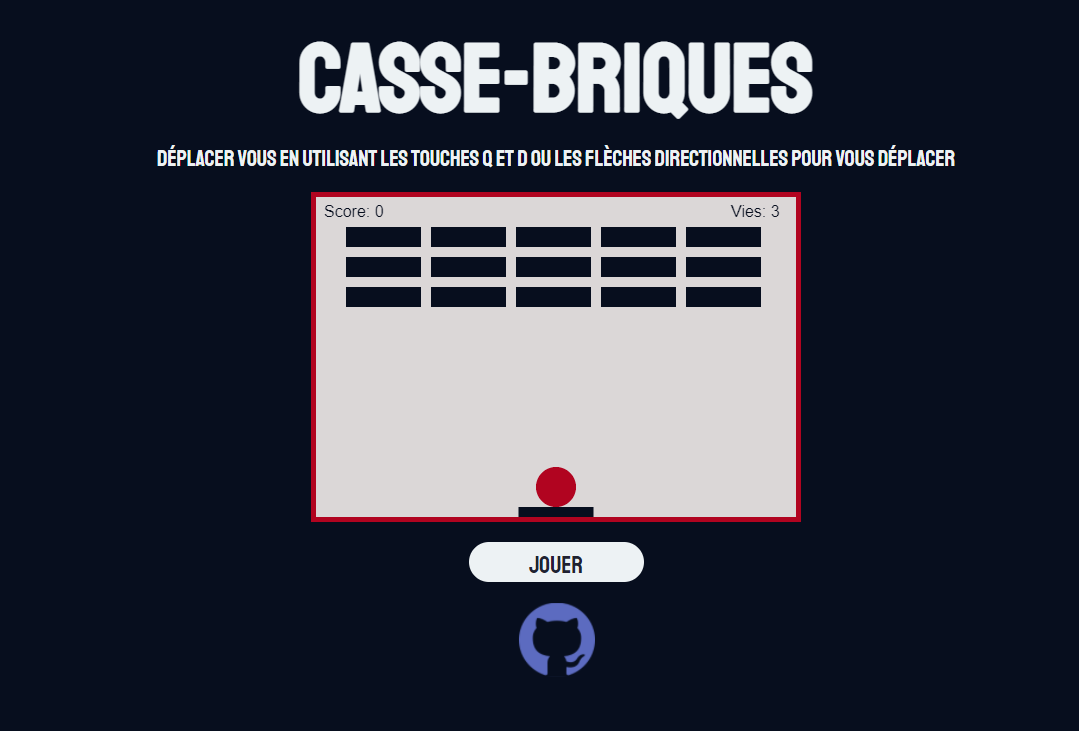 CASSE-BRIQUES
DÉPLACER VOUS EN UTILISANT LES TOUCHES Q ET D OU LES FLÈCHES DIRECTIONNELLES POUR VOUS DÉPLACER
Score: 0 Vies: 3
JOUER